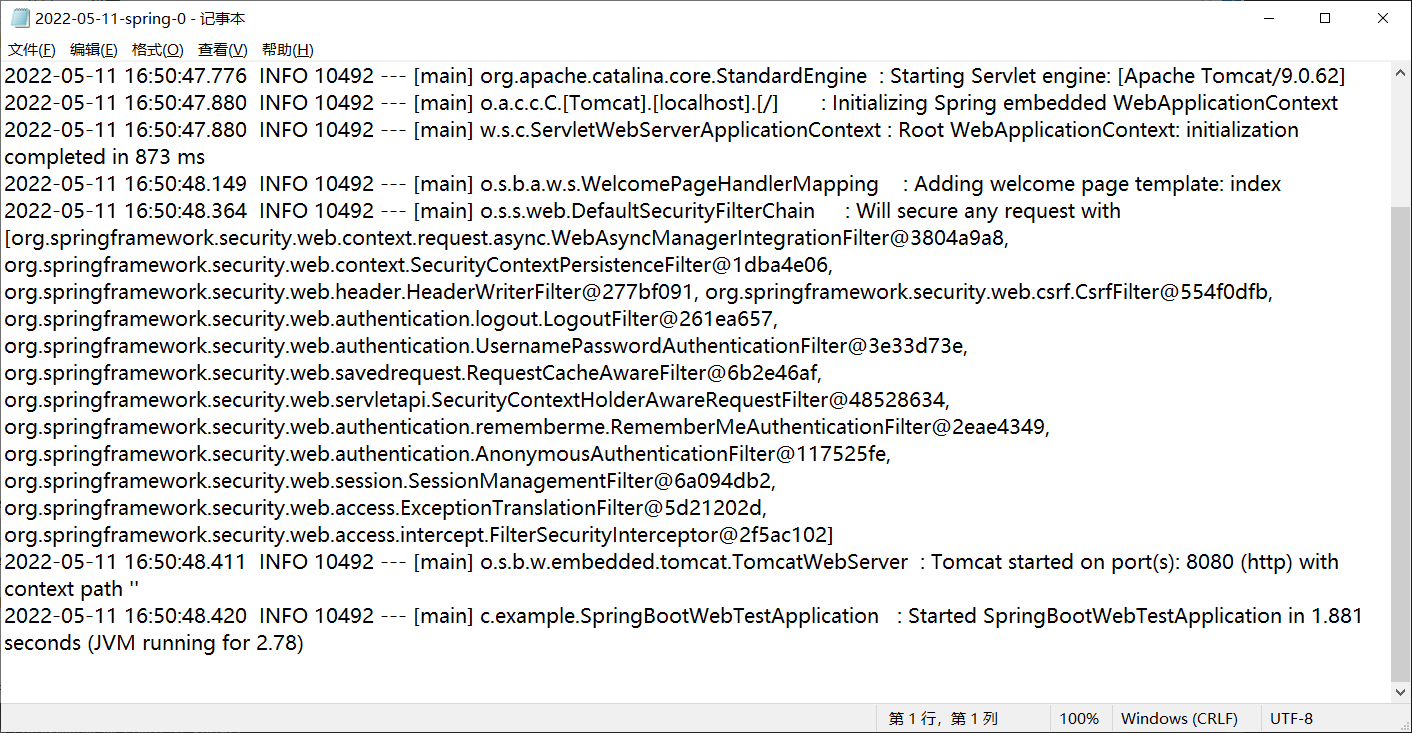 2022-05-11-spring-0 - 记事本
文件(F) 编辑(E) 格式(O) 查看(V) 帮助(H)
2022-05-11 16:50:47.776  INFO 10492 --- [main] org.apache.catalina.core.StandardEngine  : Starting Servlet engine: [Apache Tomcat/9.0.62]
2022-05-11 16:50:47.880  INFO 10492 --- [main] o.a.c.c.C.[Tomcat].[localhost].[/]       : Initializing Spring embedded WebApplicationContext
2022-05-11 16:50:47.880  INFO 10492 --- [main] w.s.c.ServletWebServerApplicationContext : Root WebApplicationContext: initialization
completed in 873 ms
2022-05-11 16:50:48.149  INFO 10492 --- [main] o.s.b.a.w.s.WelcomePageHandlerMapping    : Adding welcome page template: index
2022-05-11 16:50:48.364  INFO 10492 --- [main] o.s.s.web.DefaultSecurityFilterChain     : Will secure any request with
[org.springframework.security.web.context.request.async.WebAsyncManagerIntegrationFilter@3804a9a8,
org.springframework.security.web.context.SecurityContextPersistenceFilter@1dba4e06,
org.springframework.security.web.header.HeaderWriterFilter@277bf091, org.springframework.security.web.csrf.CsrfFilter@554f0dfb,
org.springframework.security.web.authentication.logout.LogoutFilter@261ea657,
org.springframework.security.web.authentication.UsernamePasswordAuthenticationFilter@3e33d73e,
org.springframework.security.web.savedrequest.RequestCacheAwareFilter@6b2e46af,
org.springframework.security.web.servletapi.SecurityContextHolderAwareRequestFilter@48528634,
org.springframework.security.web.authentication.rememberme.RememberMeAuthenticationFilter@2eae4349,
org.springframework.security.web.authentication.AnonymousAuthenticationFilter@117525fe,
org.springframework.security.web.session.SessionManagementFilter@6a094db2,
org.springframework.security.web.access.ExceptionTranslationFilter@5d21202d,
org.springframework.security.web.access.intercept.FilterSecurityInterceptor@2f5ac102]
2022-05-11 16:50:48.411  INFO 10492 --- [main] o.s.b.w.embedded.tomcat.TomcatWebServer  : Tomcat started on port(s): 8080 (http) with
context path ''
2022-05-11 16:50:48.420  INFO 10492 --- [main] c.example.SpringBootWebTestApplication   : Started SpringBootWebTestApplication in 1.881
seconds (JVM running for 2.78)
第 1 行，第 1 列 100% Windows (CRLF) UTF-8